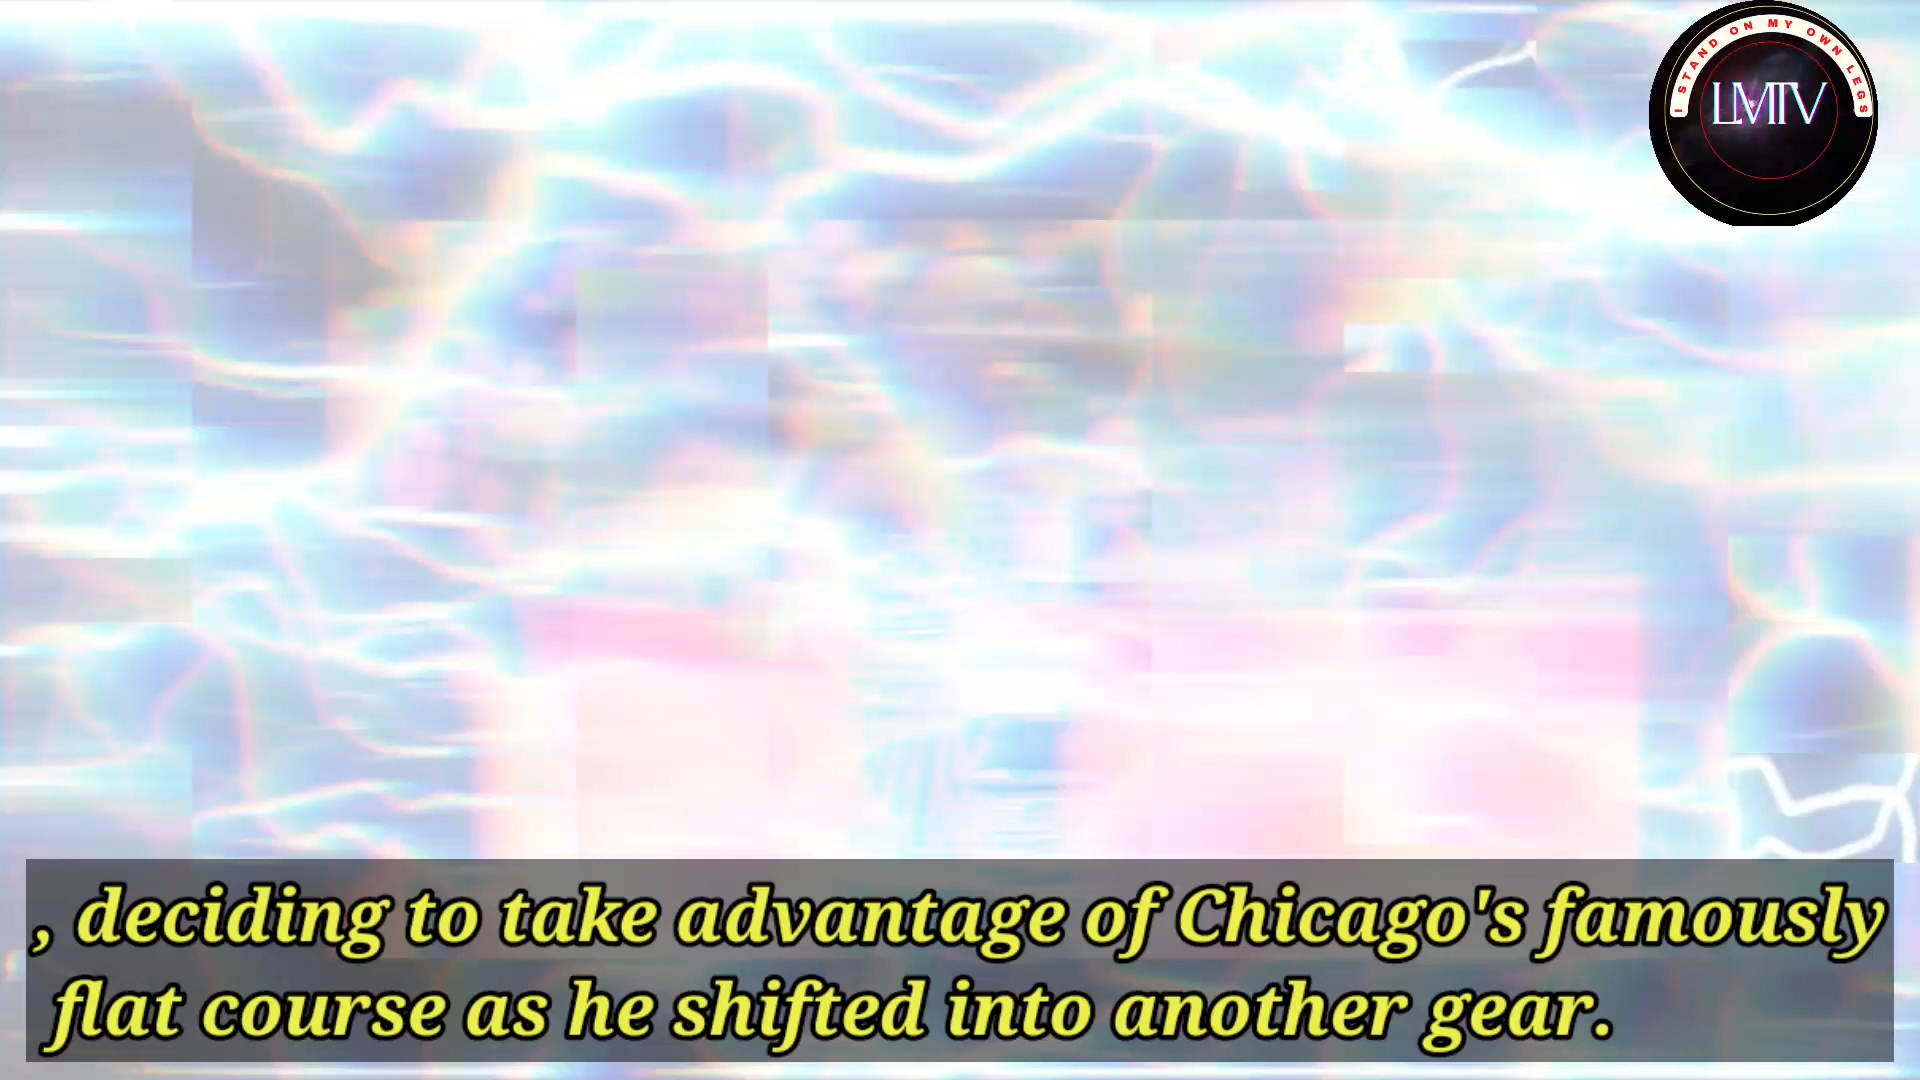 I STAND ON MY OWN LEGS
LMTV
, deciding to take advantage of Chicago's famously
flat course as he shifted into another gear.